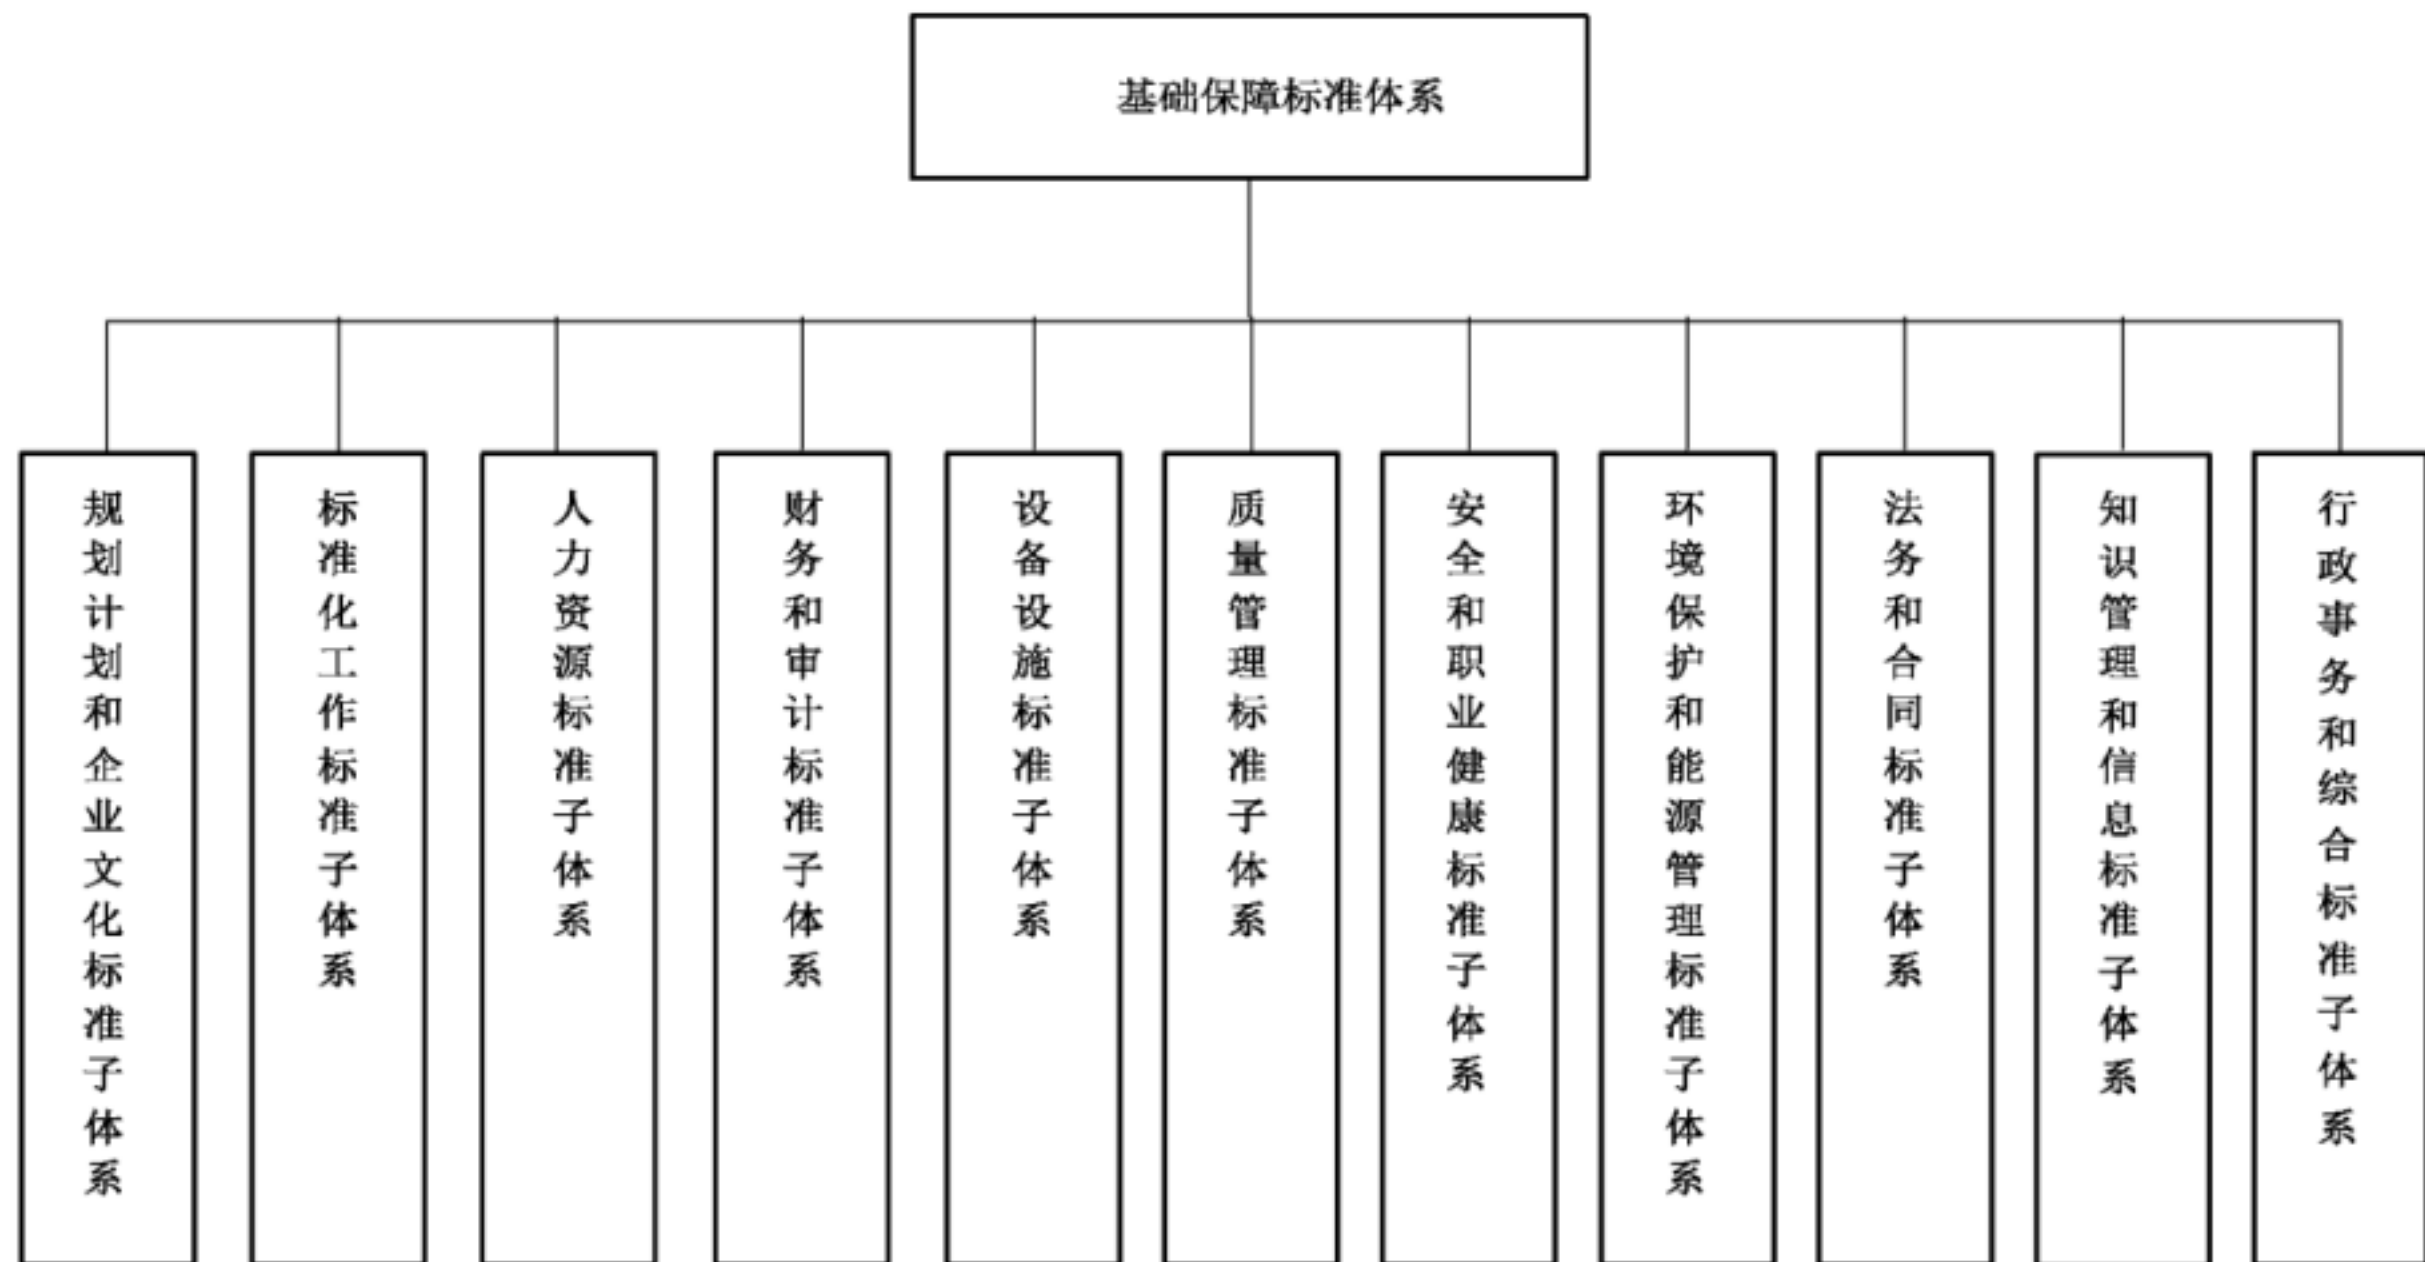 基础保障标准体系
规划计划和企业文化标准子体系
标准化工作标准子体系
人力资源标准子体系
财务和审计标准子体系
设备设施标准子体系
质量管理标准子体系
安全和职业健康标准子体系
环境保护和能源管理标准子体系
法务和合同标准子体系
知识管理和信息标准子体系
行政事务和综合标准子体系